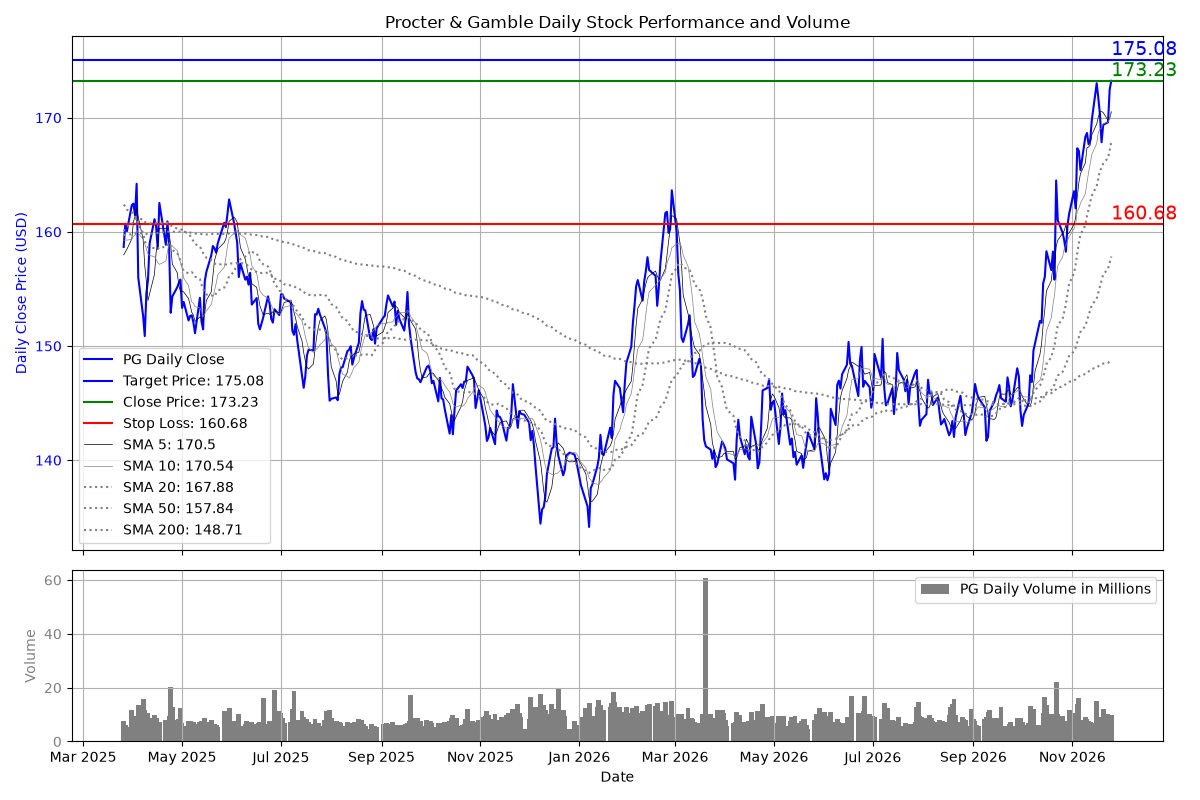 Procter & Gamble Daily Stock Performance and Volume
175.08
173.23
170
160.68
160
150
140
Daily Close Price (USD)
PG Daily Close
Target Price: 175.08
Close Price: 173.23
Stop Loss: 160.68
SMA 5: 170.5
SMA 10: 170.54
SMA 20: 167.88
SMA 50: 157.84
SMA 200: 148.71
60
40
20
0
Volume
PG Daily Volume in Millions
Mar 2025 May 2025 Jul 2025 Sep 2025 Nov 2025 Jan 2026 Mar 2026 May 2026 Jul 2026 Sep 2026 Nov 2026
Date